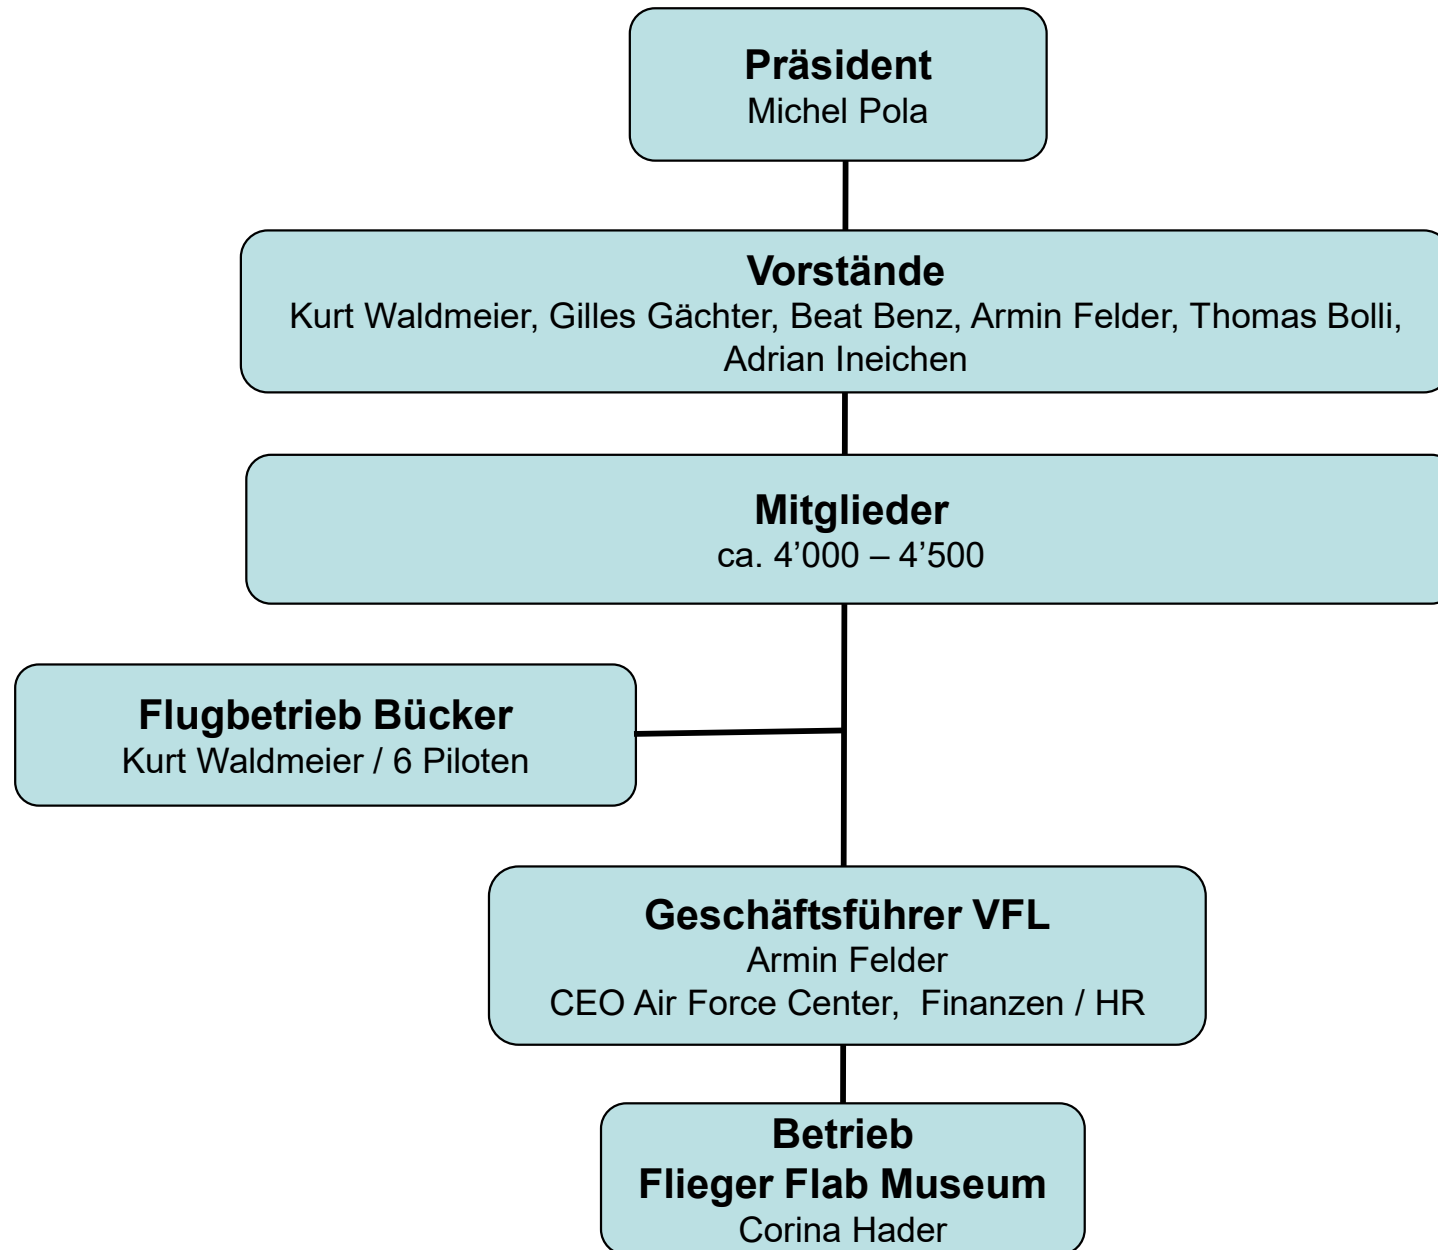 Präsident
Michel Pola
Vorstände
Kurt Waldmeier, Gilles Gächter, Beat Benz, Armin Felder, Thomas Bolli,
Adrian Ineichen
Mitglieder
ca. 4’000 – 4’500
Flugbetrieb Bücker
Kurt Waldmeier / 6 Piloten
Geschäftsführer VFL
Armin Felder
CEO Air Force Center,  Finanzen / HR
Betrieb
Flieger Flab Museum
Corina Hader